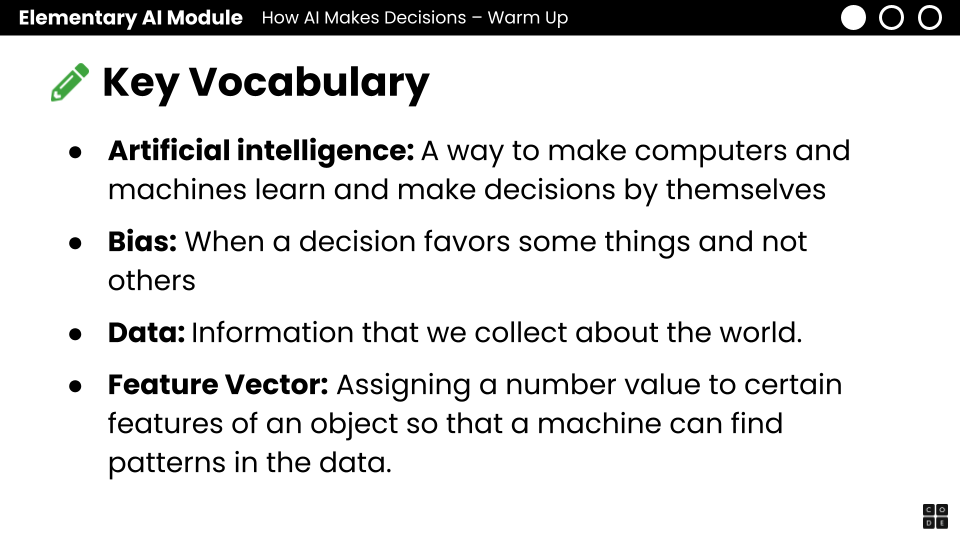 Elementary AI Module How AI Makes Decisions – Warm Up
Key Vocabulary
● Artificial intelligence: A way to make computers and
machines learn and make decisions by themselves
● Bias: When a decision favors some things and not
others
● Data: Information that we collect about the world.
● Feature Vector: Assigning a number value to certain
features of an object so that a machine can find
patterns in the data.
C O
D E